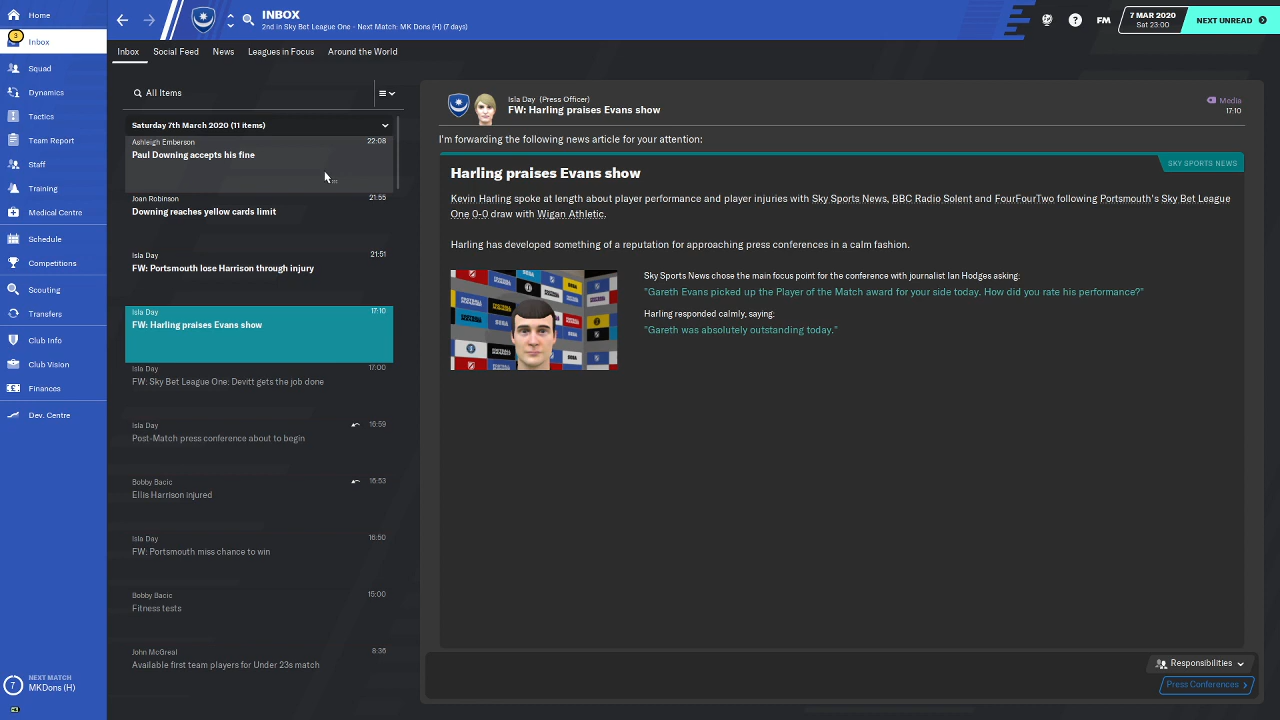 Home
INBOX
2nd in Sky Bet League One - Next Match: MK Dons (H) (7 days)
?
FM
7 MAR 2020
Sat 23:00
NEXT UNREAD
3
Inbox
Squad
Dynamics
Tactics
Team Report
Staff
Training
Medical Centre
Schedule
Competitions
Scouting
Transfers
Club Info
Club Vision
Finances
Dev. Centre
7
NEXT MATCH
MKDons (H)
Inbox
Social Feed
News
Leagues in Focus
Around the World
All Items
Saturday 7th March 2020 (11 items)
Ashleigh Emberson
22:08
Paul Downing accepts his fine
Joan Robinson
21:55
Downing reaches yellow cards limit
Isla Day
21:51
FW: Portsmouth lose Harrison through injury
Isla Day
17:10
FW: Harling praises Evans show
Isla Day
17:00
FW: Sky Bet League One: Devitt gets the job done
Isla Day
16:59
Post-Match press conference about to begin
Bobby Bacic
16:53
Ellis Harrison injured
Isla Day
16:50
FW: Portsmouth miss chance to win
Bobby Bacic
15:00
Fitness tests
John McGreal
8:36
Available first team players for Under 23s match
Isla Day (Press Officer)
FW: Harling praises Evans show
Media
17:10
I'm forwarding the following news article for your attention:
SKY SPORTS NEWS
Harling praises Evans show
Kevin Harling spoke at length about player performance and player injuries with Sky Sports News, BBC Radio Solent and FourFourTwo following Portsmouth's Sky Bet League
One 0-0 draw with Wigan Athletic.
Harling has developed something of a reputation for approaching press conferences in a calm fashion.
Sky Sports News chose the main focus point for the conference with journalist Ian Hodges asking:
"Gareth Evans picked up the Player of the Match award for your side today. How did you rate his performance?"
Harling responded calmly, saying:
"Gareth was absolutely outstanding today."
Responsibilities
Press Conferences